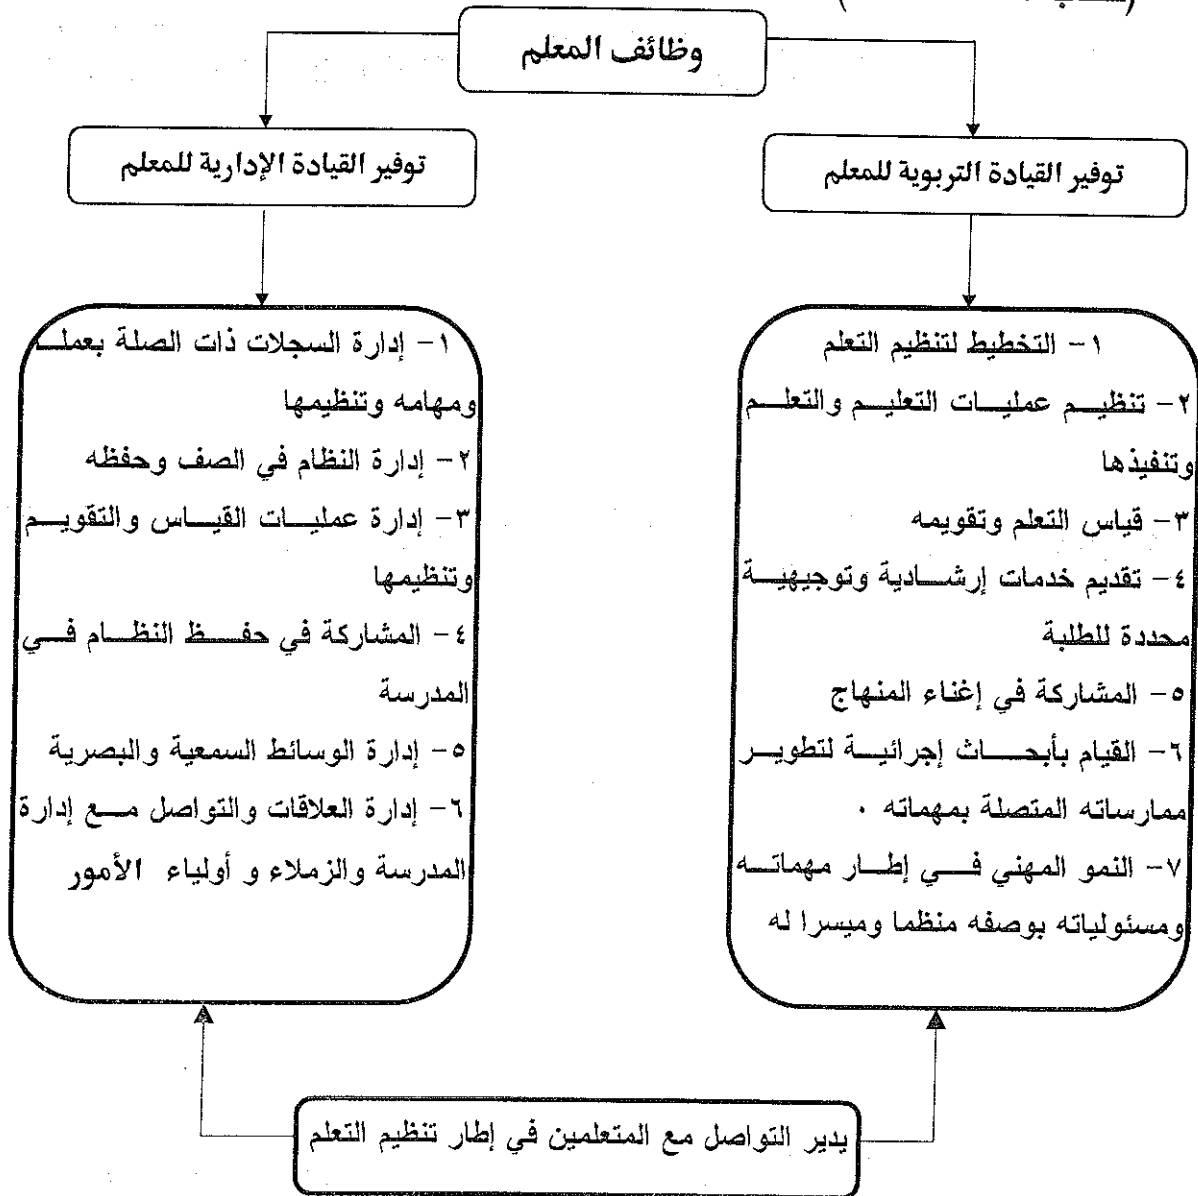 وظائف المعلم
توفير القيادة التربوية للمعلم
توفير القيادة الإدارية للمعلم
١- التخطيط لتنظيم التعلم
٢- تنظيم عمليات التعليم والتعلم
وتنفيذها
٣- قياس التعلم وتقويمه
٤- تقديم خدمات إرشادية وتوجيهية
محددة للطلبة
٥- المشاركة في إغناء المنهاج
٦- القيام بأبحاث إجرائية لتطوير
ممارساته المتصلة بمهماته .
٧- النمو المهني في إطار مهماته
ومسئولياته بوصفه منظما وميسرا له
١- إدارة السجلات ذات الصلة بعمله
ومهامه وتنظيمها
٢- إدارة النظام في الصف وحفظه
٣- إدارة عمليات القياس والتقويم
وتنظيمها
٤- المشاركة في حفظ النظام في
المدرسة
٥- إدارة الوسائط السمعية والبصرية
٦- إدارة العلاقات والتواصل مع إدارة
المدرسة والزملاء و أولياء الأمور
يدير التواصل مع المتعلمين في إطار تنظيم التعلم